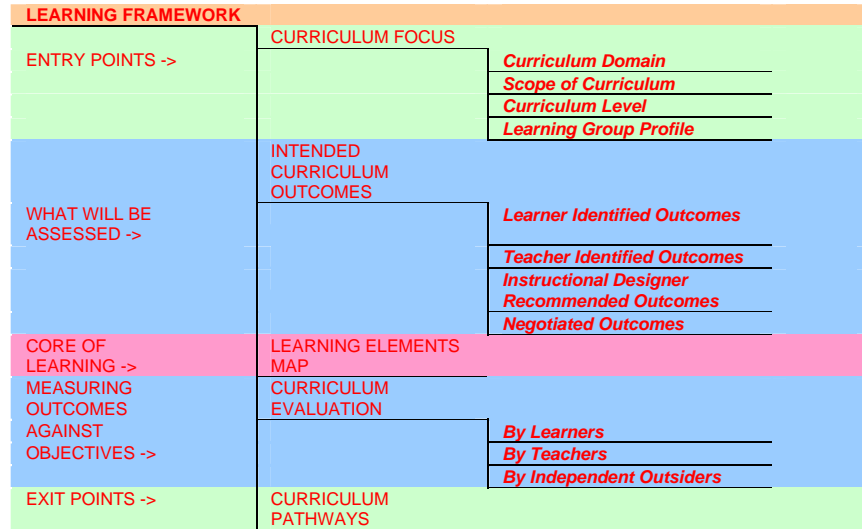 LEARNING FRAMEWORK
CURRICULUM FOCUS
ENTRY POINTS ->
Curriculum Domain
Scope of Curriculum
Curriculum Level
Learning Group Profile
INTENDED
CURRICULUM
OUTCOMES
WHAT WILL BE
ASSESSED ->
Learner Identified Outcomes
Teacher Identified Outcomes
Instructional Designer
Recommended Outcomes
Negotiated Outcomes
CORE OF
LEARNING ->
LEARNING ELEMENTS
MAP
MEASURING
OUTCOMES
AGAINST
OBJECTIVES ->
CURRICULUM
EVALUATION
By Learners
By Teachers
By Independent Outsiders
EXIT POINTS ->
CURRICULUM
PATHWAYS